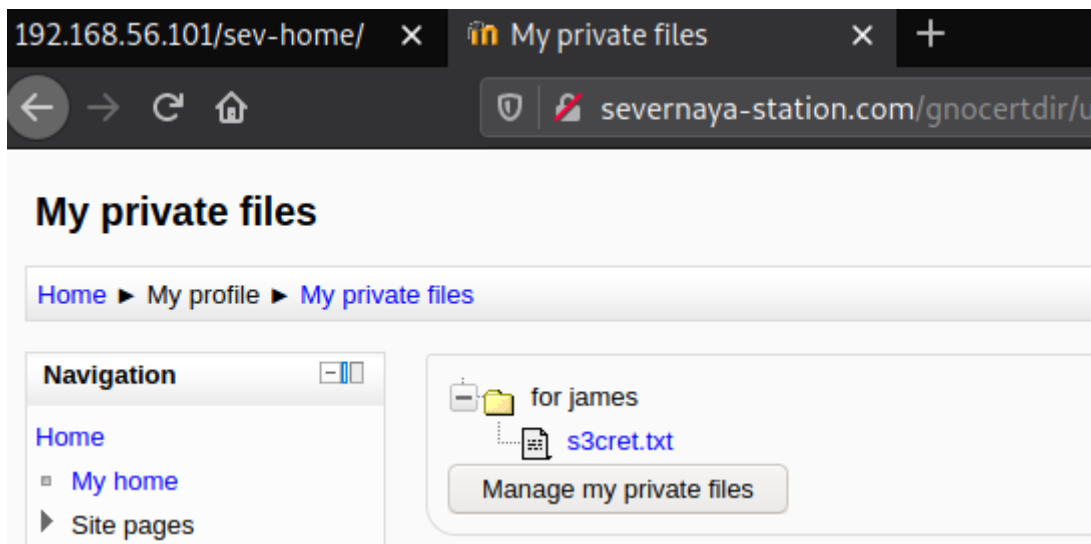 192.168.56.101/sev-home/ × My private files × +
severnaya-station.com/gnocertdir/u
My private files
Home ► My profile ► My private files
Navigation
Home
My home
Site pages
for james
s3cret.txt
Manage my private files